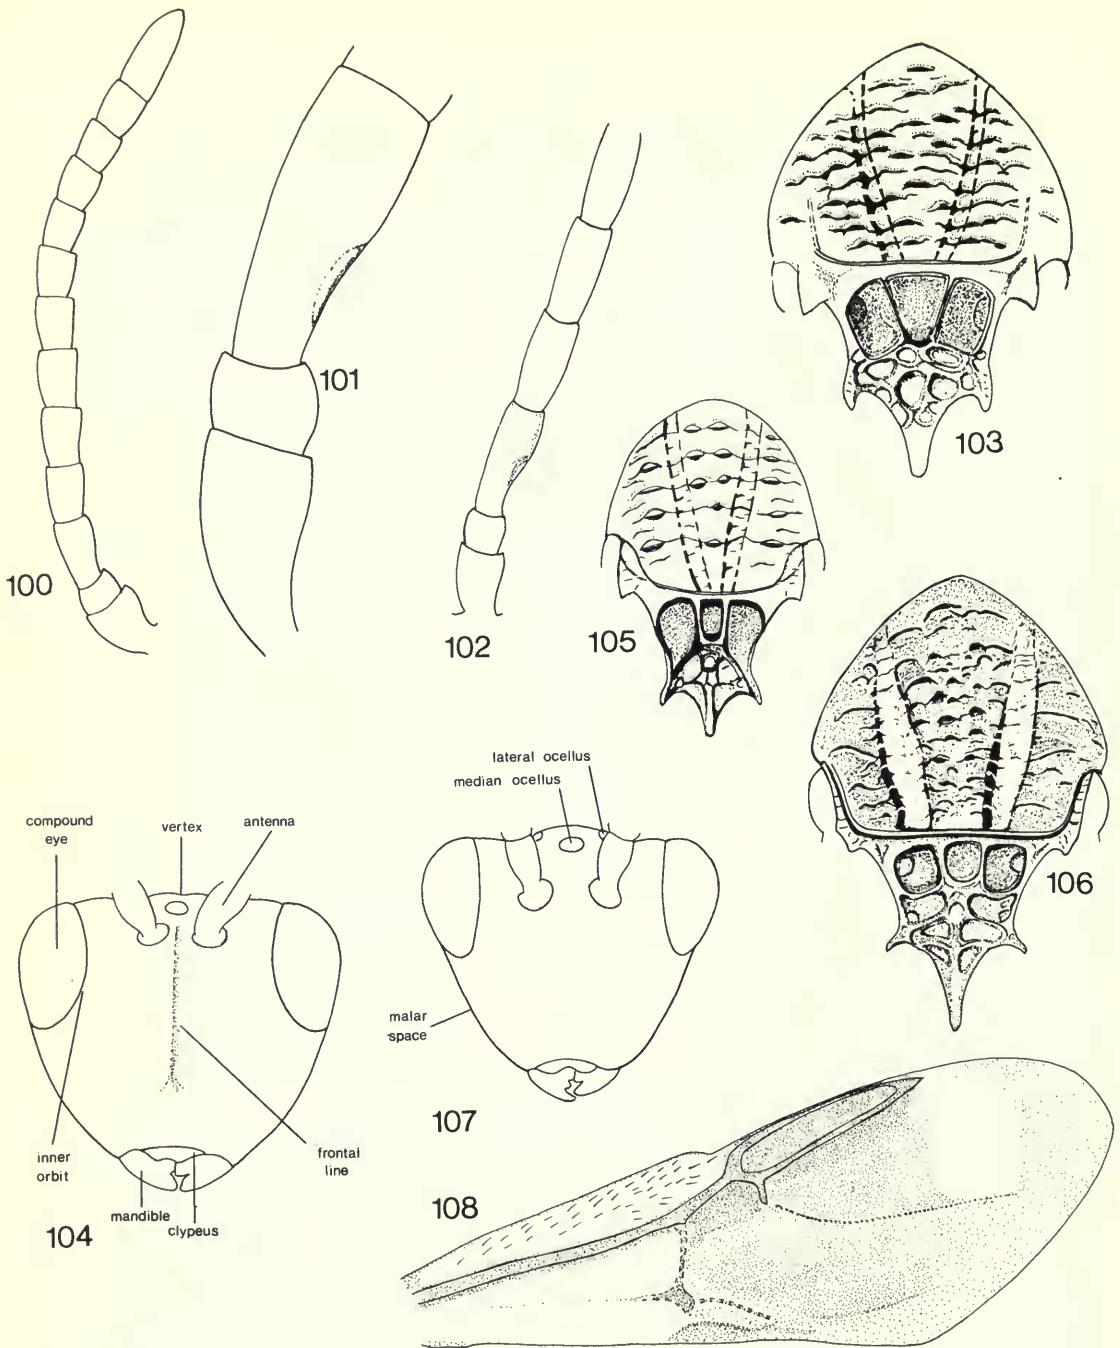 100
101
102
103
105
106
lateral ocellus
median ocellus
compound
eye
vertex
antenna
malar
space
inner
orbit
frontal
line
mandible
clypeus
104
107
108